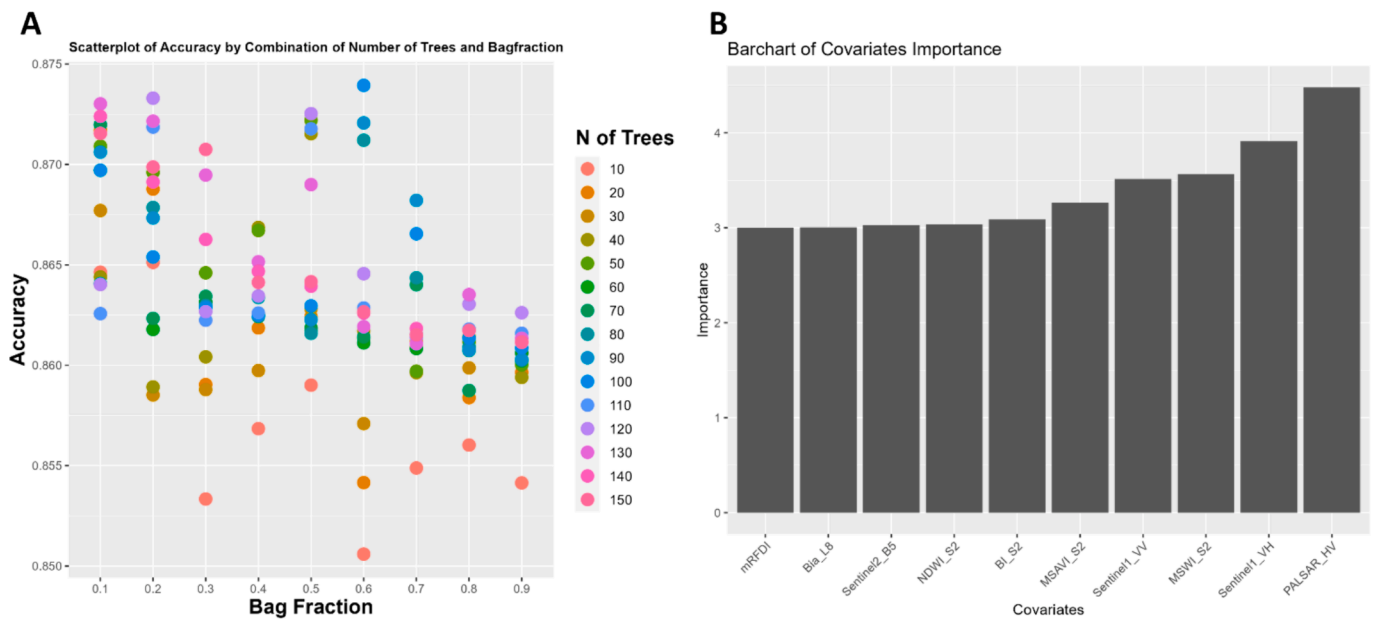 A
Scatterplot of Accuracy by Combination of Number of Trees and Bagfraction
0.875
0.870
0.865
0.860
0.855
0.850
Accuracy
0.1 0.2 0.3 0.4 0.5 0.6 0.7 0.8 0.9
Bag Fraction
N of Trees
10
20
30
40
50
60
70
80
90
100
110
120
130
140
150
B
Barchart of Covariates Importance
4
3
2
1
0
Importance
mRFDI
Bia_L8
Sentinel2_B5
NDWI_S2
BI_S2
MSAVI_S2
Sentinel1_VV
MSWI_S2
Sentinel1_VH
PALSAR_HV
Covariates